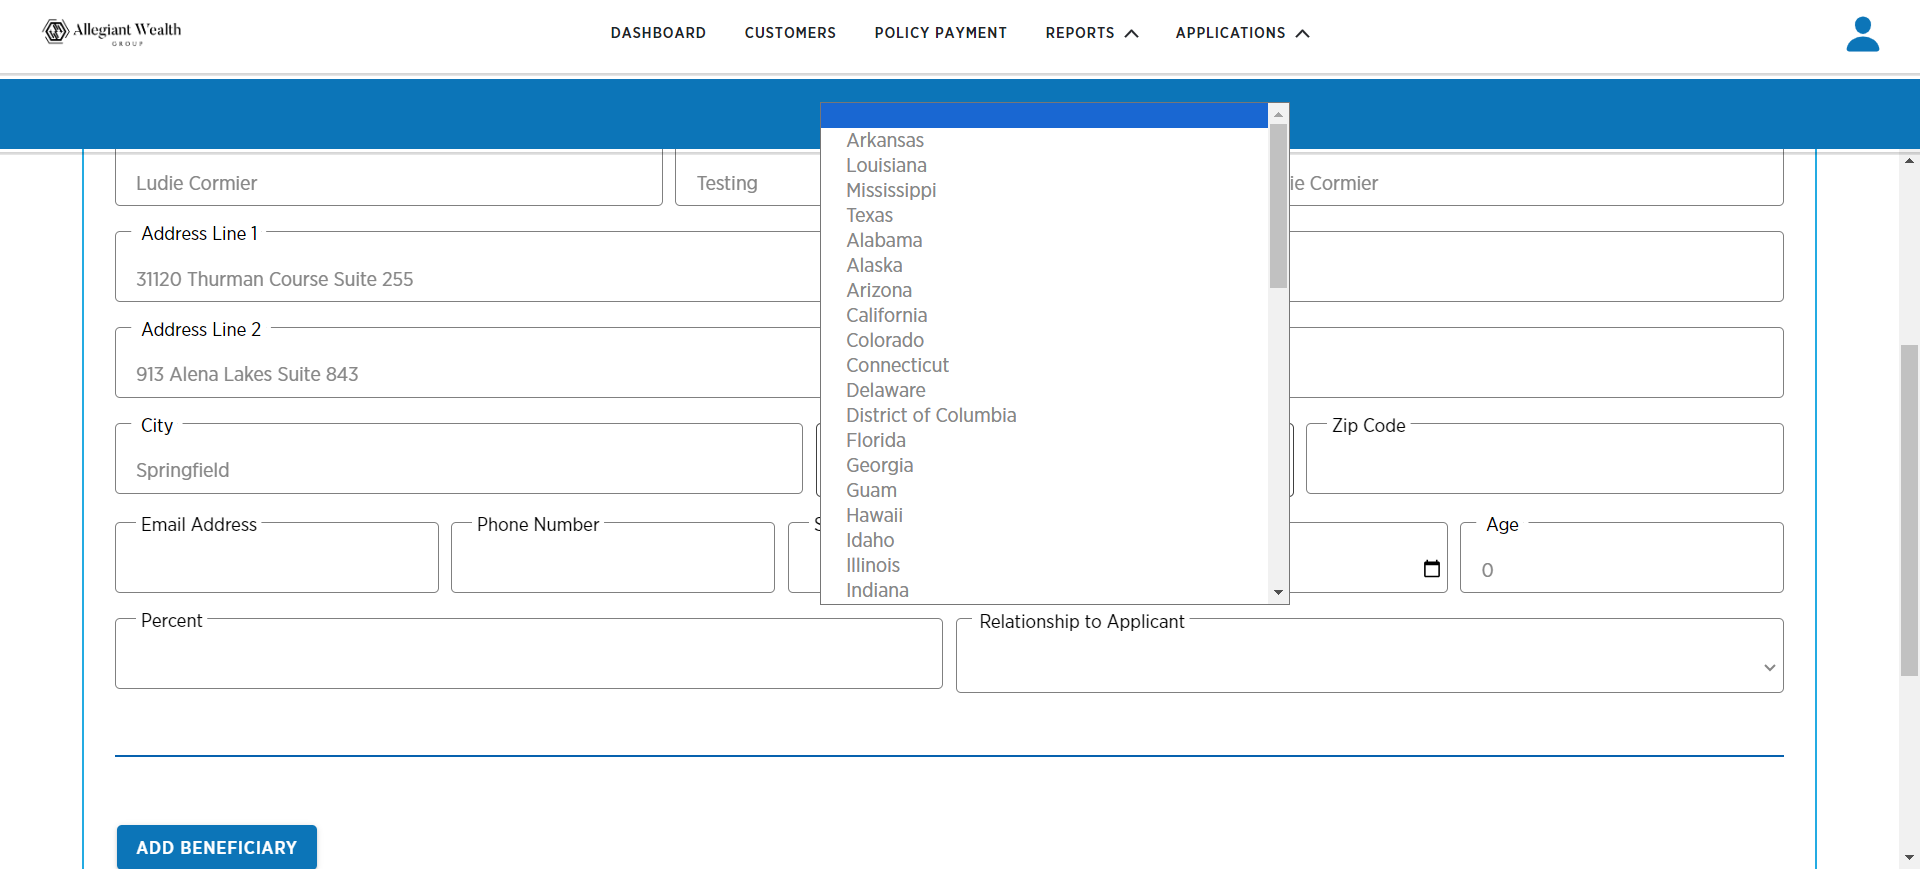 Allegiant Wealth
GROUP
DASHBOARD
CUSTOMERS
POLICY PAYMENT
REPORTS
APPLICATIONS
Ludie Cormier
Testing
ie Cormier
Address Line 1
31120 Thurman Course Suite 255
Address Line 2
913 Alena Lakes Suite 843
City
Springfield
Arkansas
Louisiana
Mississippi
Texas
Alabama
Alaska
Arizona
California
Colorado
Connecticut
Delaware
District of Columbia
Florida
Georgia
Guam
Hawaii
Idaho
Illinois
Indiana
Zip Code
Email Address
Phone Number
Age
0
Percent
Relationship to Applicant
ADD BENEFICIARY